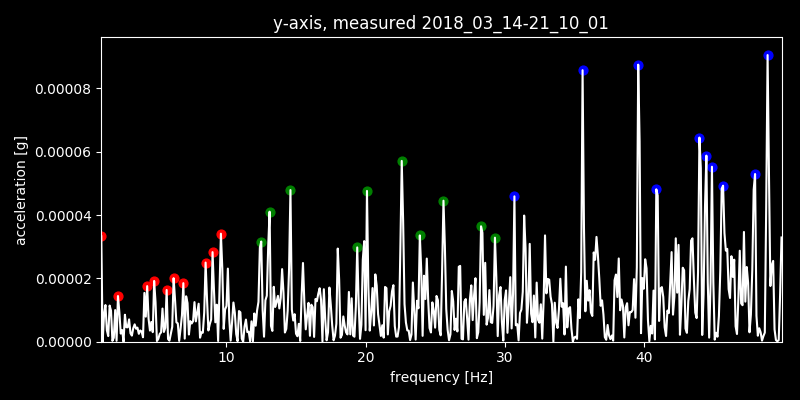 y-axis, measured 2018_03_14-21_10_01
0.00008
0.00006
0.00004
0.00002
0.00000
acceleration [g]
10 20 30 40
frequency [Hz]